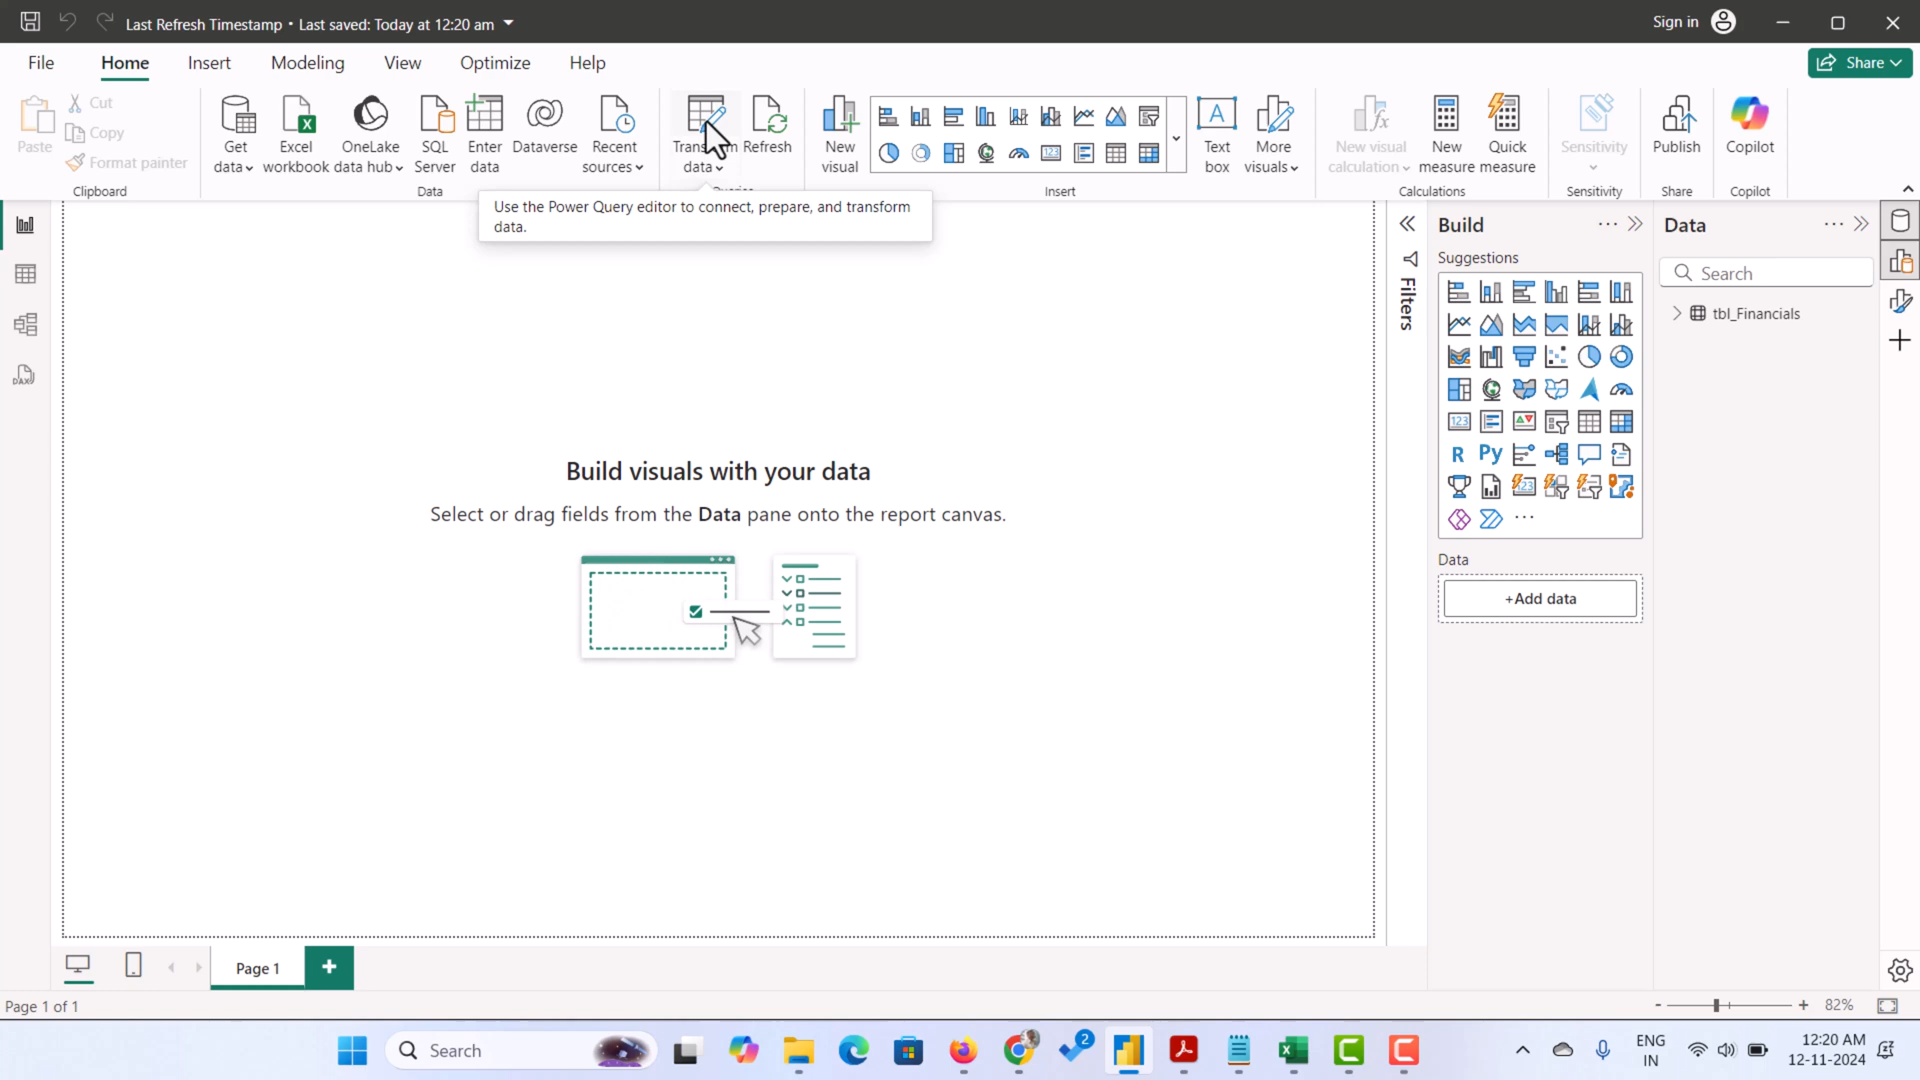 Last Refresh Timestamp • Last saved: Today at 12:20 am
Sign in
File Home Insert Modeling View Optimize Help
Share
Paste
Cut
Copy
Format painter
Clipboard
Get data
Excel workbook
OneLake data hub
SQL Server
Enter data
Dataverse
Recent sources
Data
data
Refresh
New visual
Insert
Text box
More visuals
New visual calculation
New measure
Quick measure
Calculations
Sensitivity
Sensitivity
Publish
Share
Copilot
Copilot
Use the Power Query editor to connect, prepare, and transform
data.
Build visuals with your data
Select or drag fields from the Data pane onto the report canvas.
Filters
Build
Suggestions
R Py
123
Data
+Add data
Data
Search
tbl_Financials
DAX
Page 1
Page 1 of 1
- + 82%
Search
2
ENG
IN
12:20 AM
12-11-2024